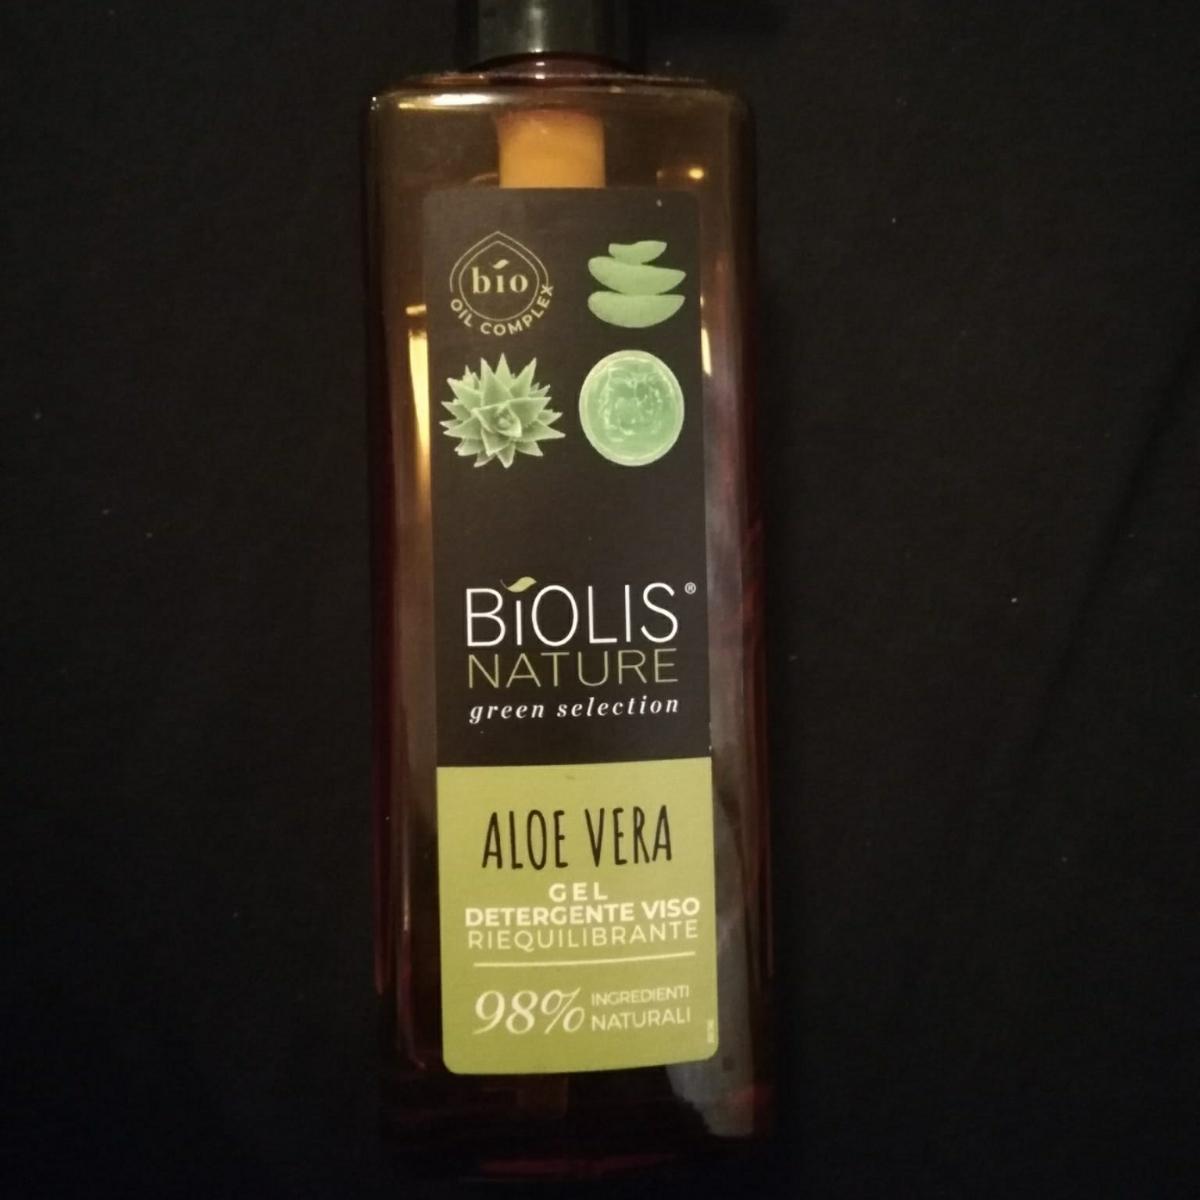 bio
OIL COMPLEX
BiOLIS®
NATURE
green selection
ALOE VERA
GEL
DETERGENTE VISO
RIEQUILIBRANTE
98% INGREDIENTI
NATURALI